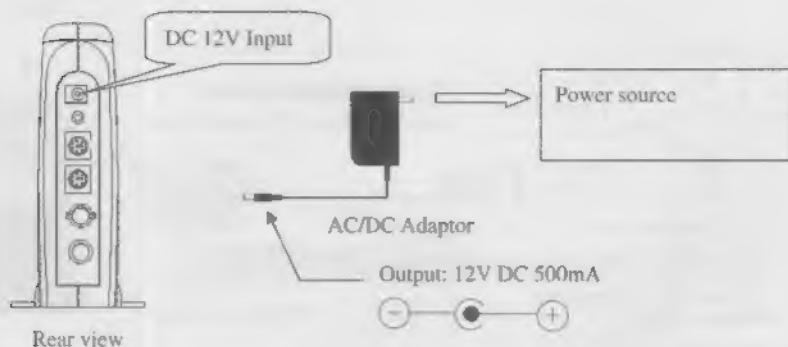 DC 12V Input
Power source
AC/DC Adaptor
Output: 12V DC 500mA
Rear view